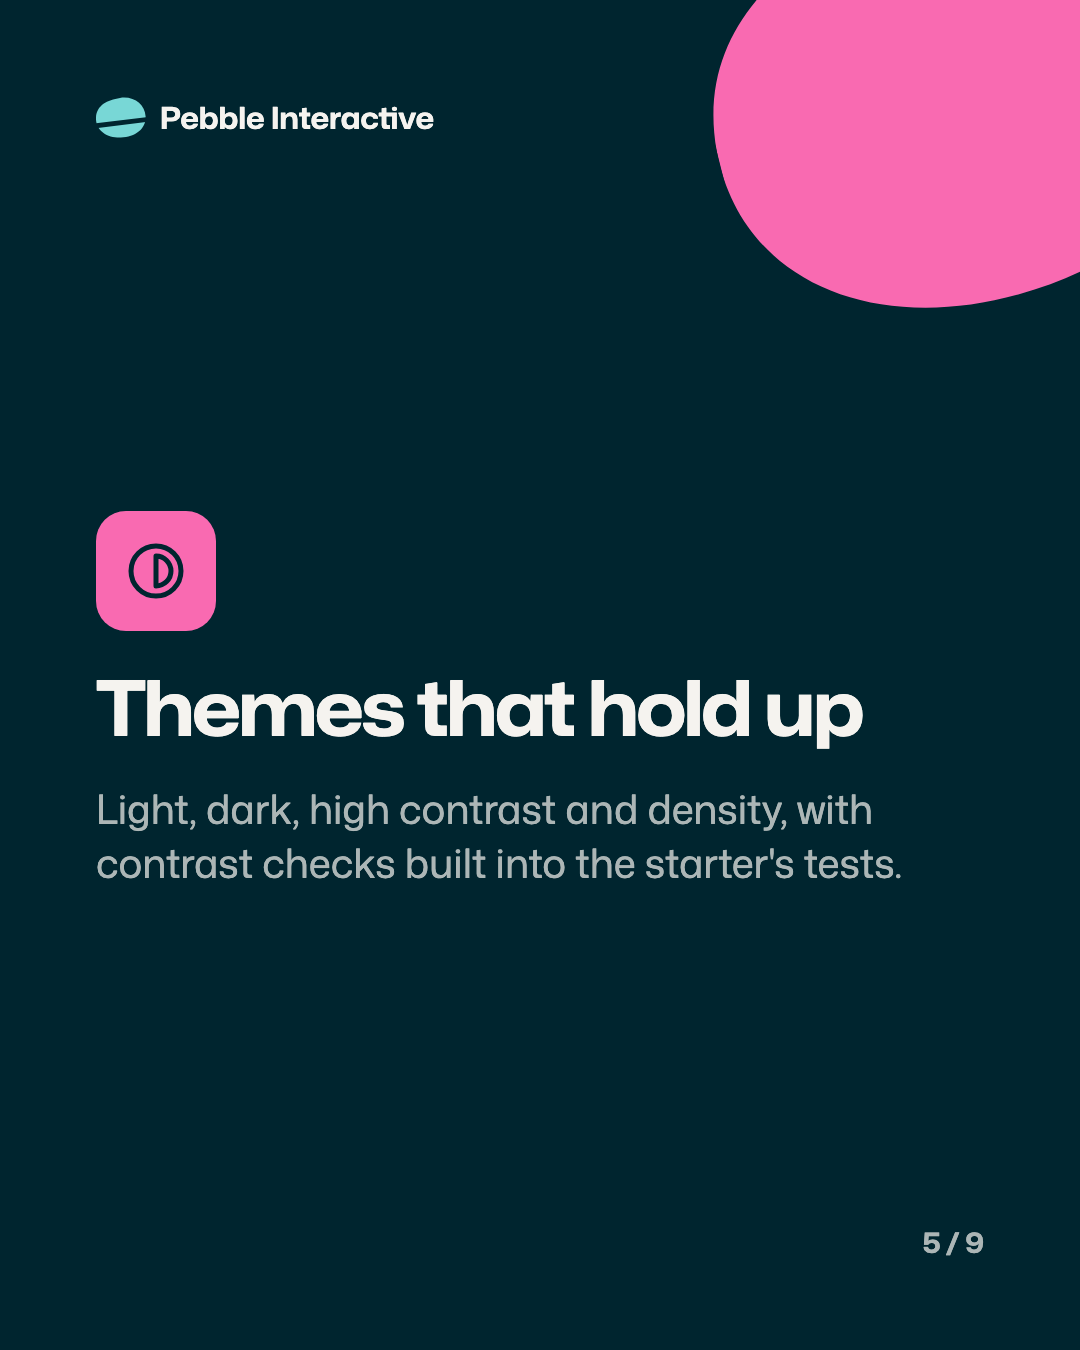 Pebble Interactive
Themes that hold up
Light, dark, high contrast and density, with
contrast checks built into the starter's tests.
5 / 9